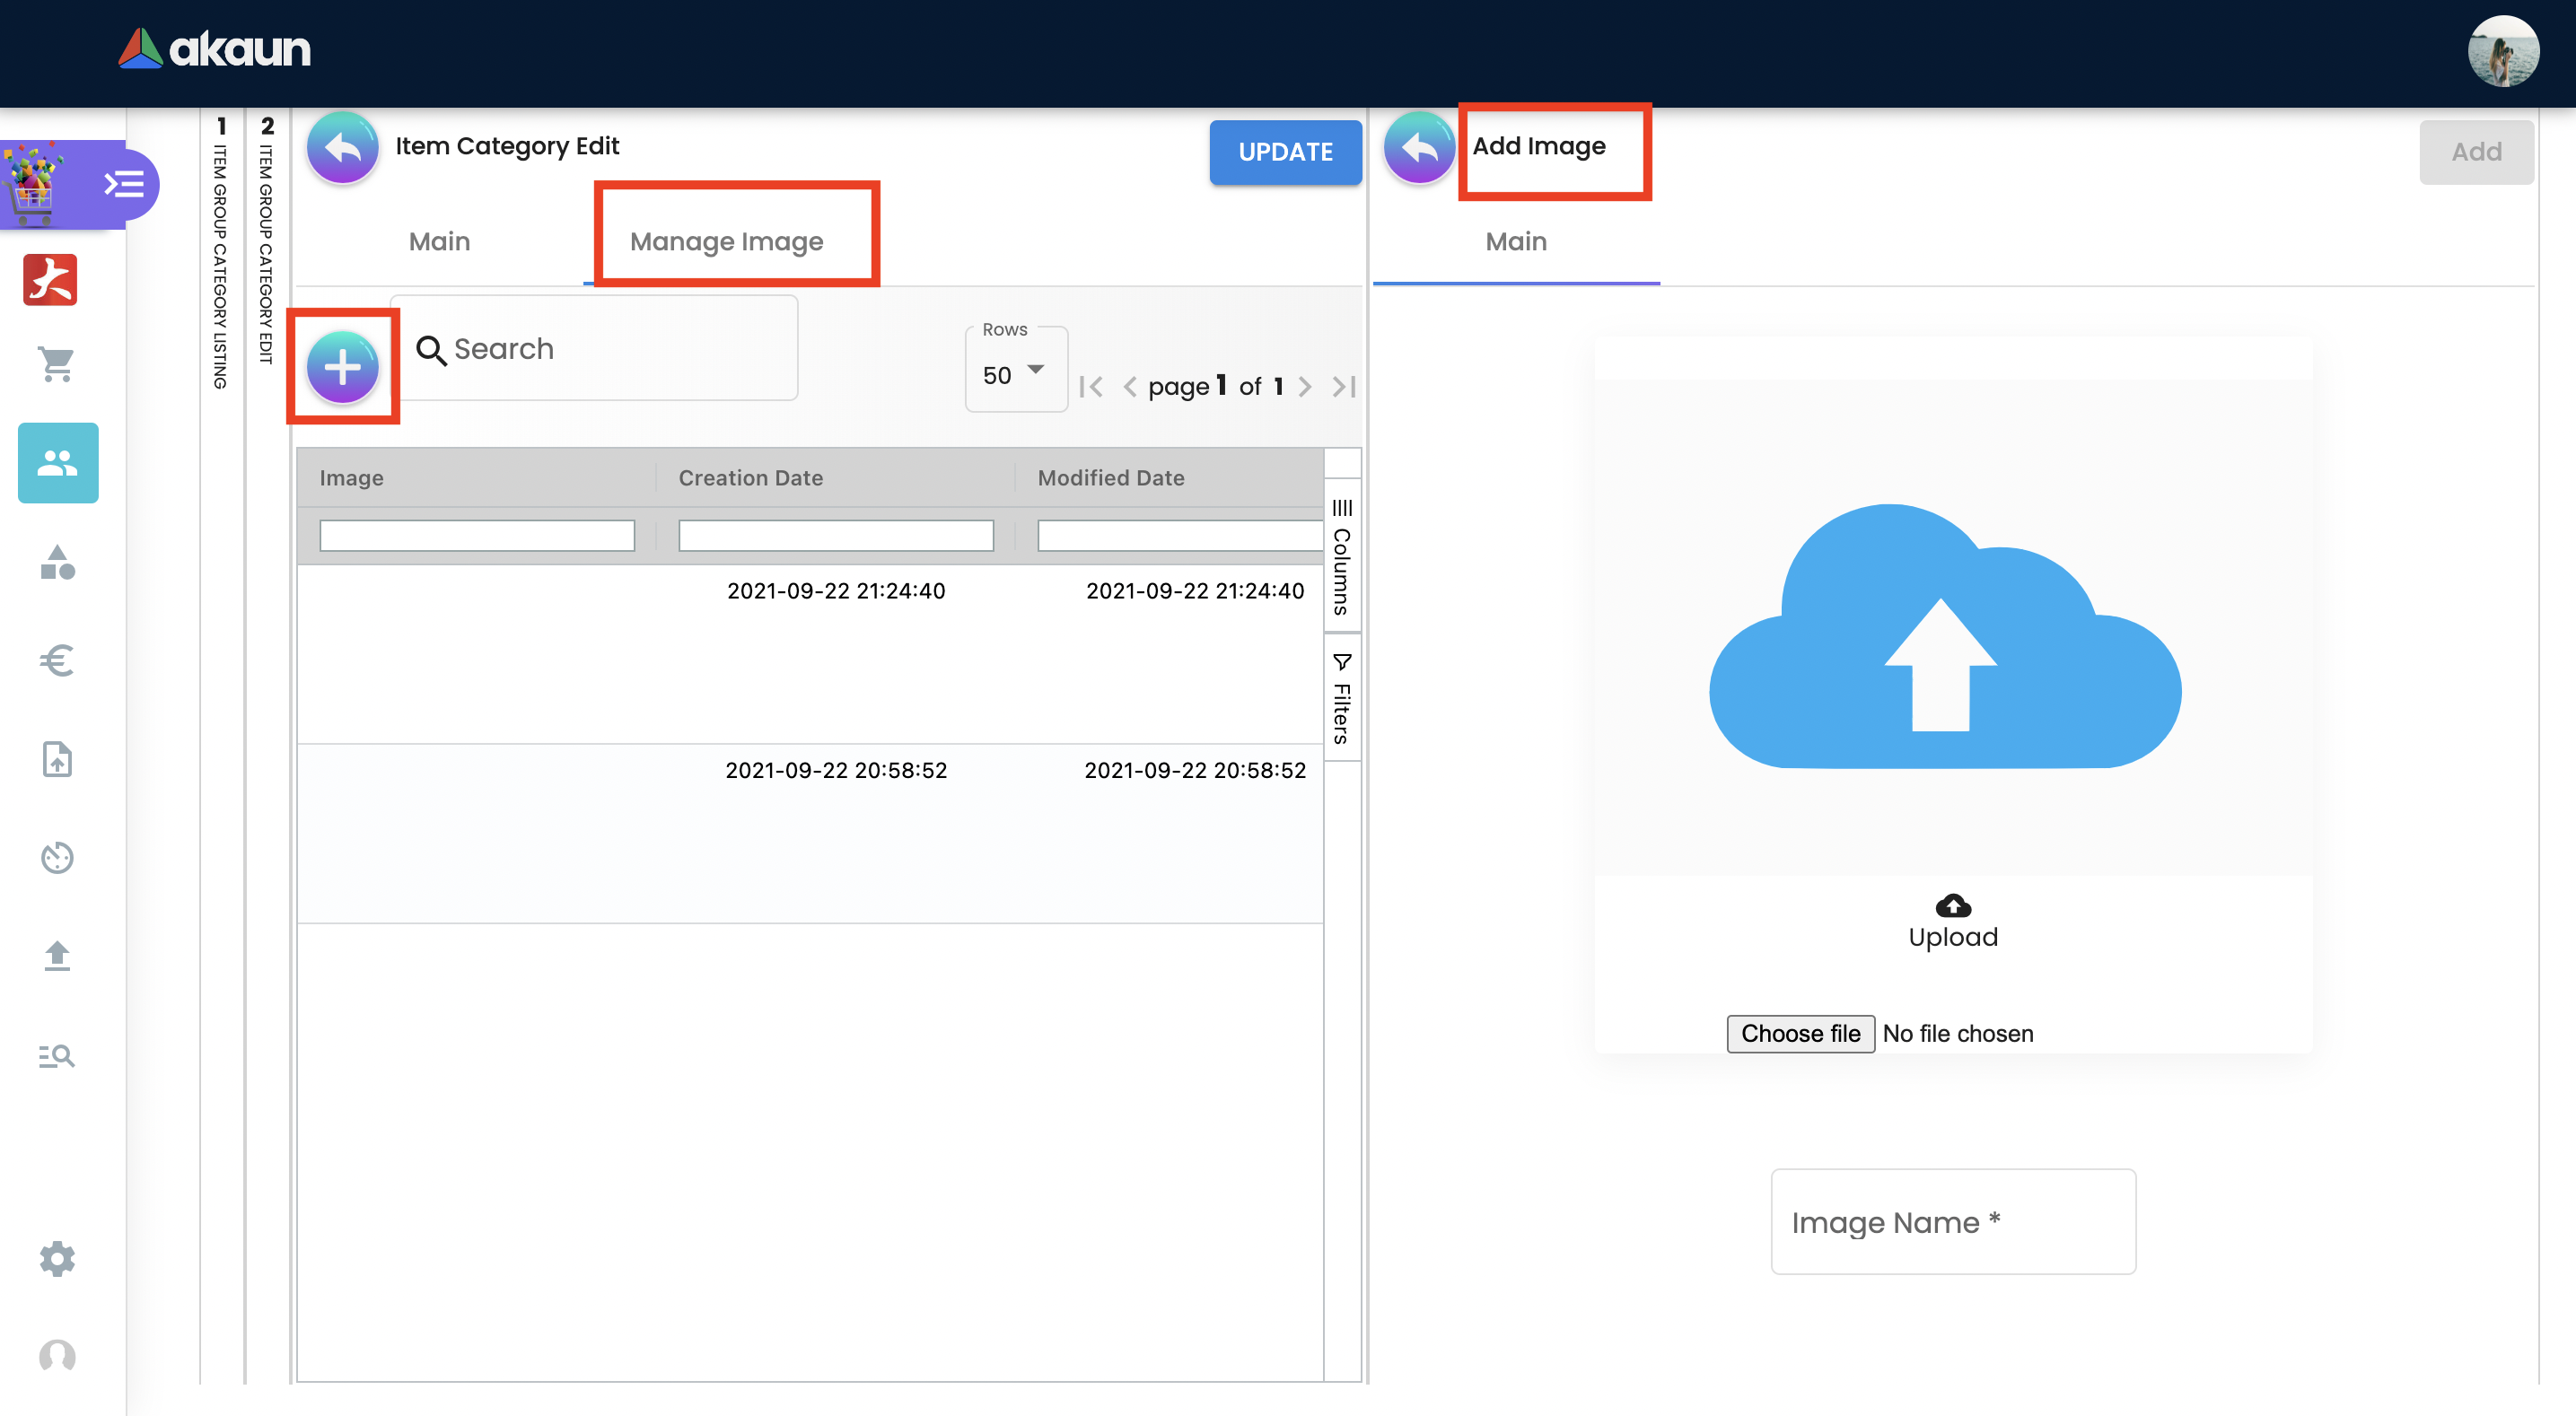 akaun
1 ITEM GROUP CATEGORY LISTING
2 ITEM GROUP CATEGORY EDIT
Item Category Edit
UPDATE
Main
Manage Image
Search
Rows
50
page 1 of 1
Image
Creation Date
Modified Date
2021-09-22 21:24:40
2021-09-22 21:24:40
2021-09-22 20:58:52
2021-09-22 20:58:52
Columns
Filters
Add Image
Add
Main
Upload
Choose file No file chosen
Image Name *